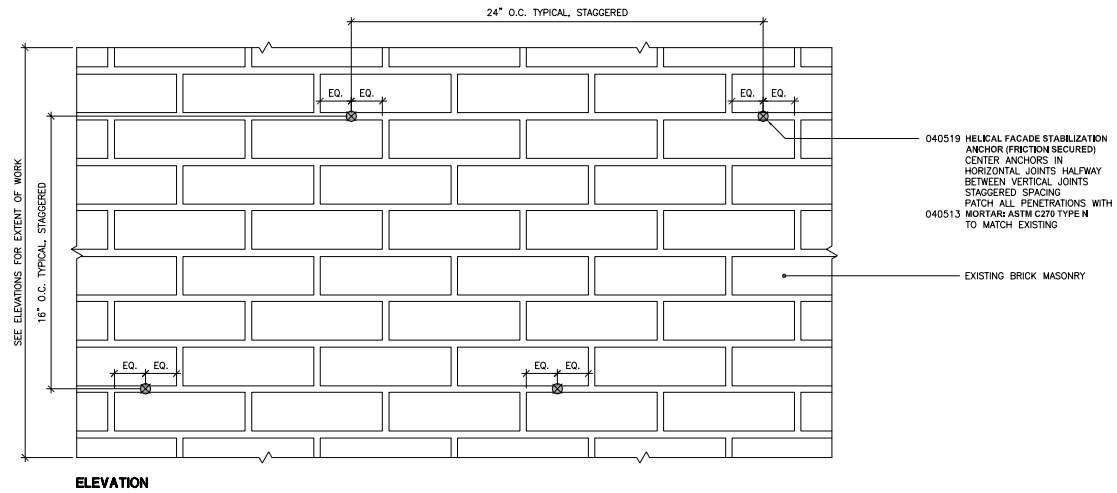 24" O.C. TYPICAL, STAGGERED
EQ. EQ.
EQ. EQ.
SEE ELEVATIONS FOR EXTENT OF WORK
16" O.C. TYPICAL, STAGGERED
040519 HELICAL FACADE STABILIZATION
ANCHOR (FRICTION SECURED)
CENTER ANCHORS IN
HORIZONTAL JOINTS HALFWAY
BETWEEN VERTICAL JOINTS
STAGGERED SPACING
PATCH ALL PENETRATIONS WITH
040513 MORTAR: ASTM C270 TYPE N
TO MATCH EXISTING
EXISTING BRICK MASONRY
EQ. EQ.
EQ. EQ.
ELEVATION